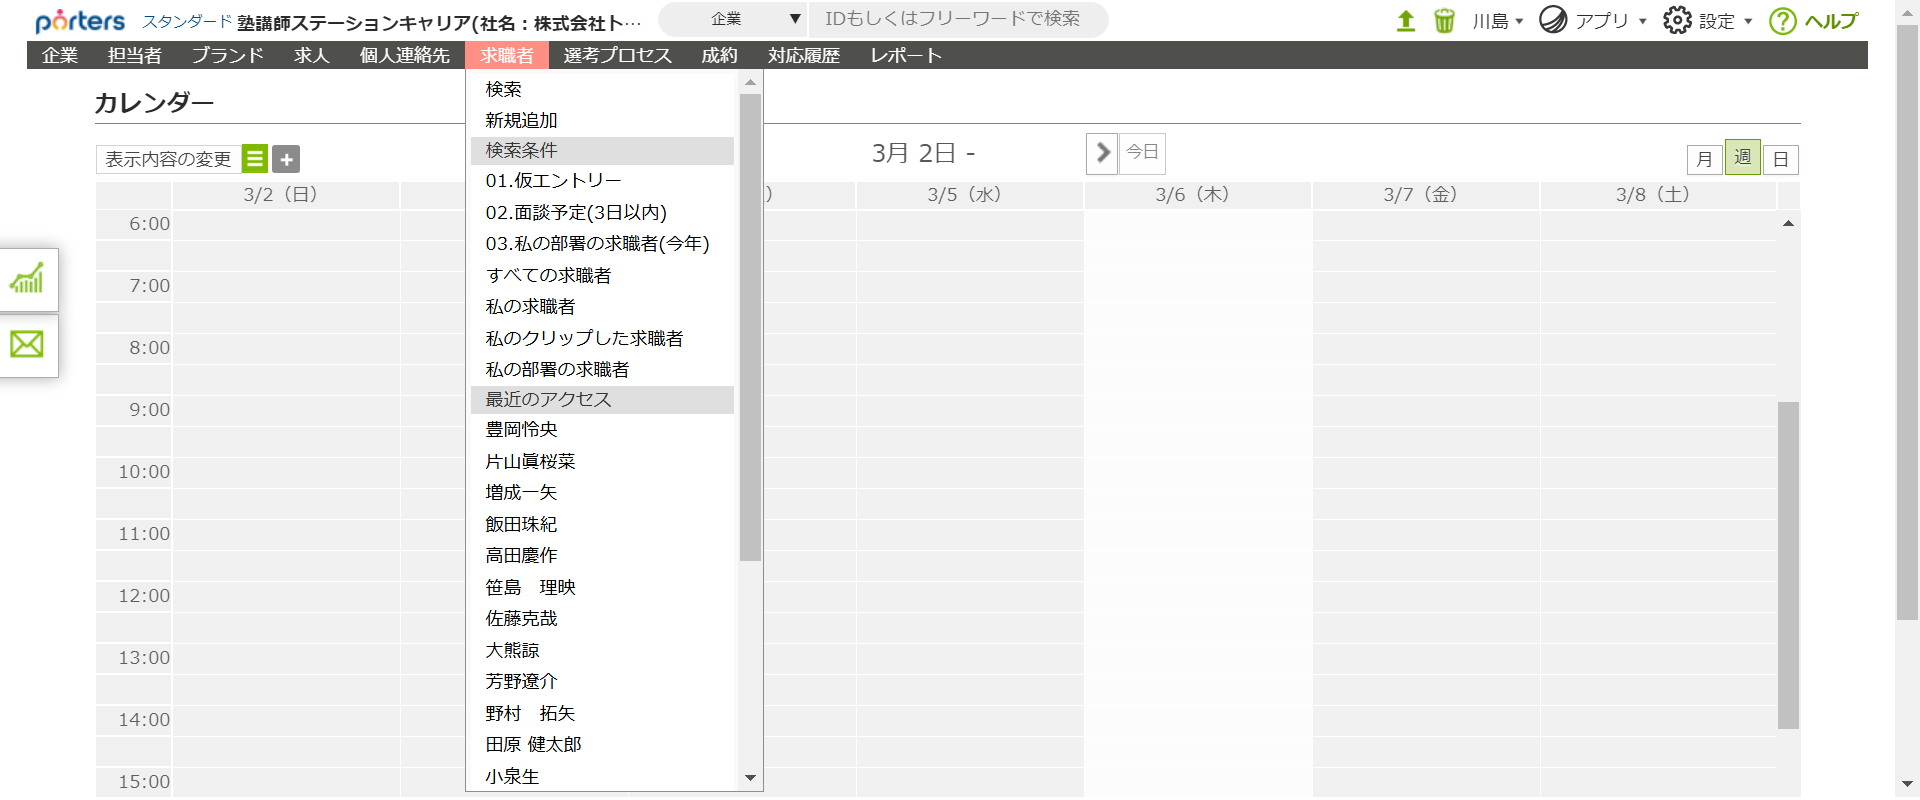 porters スタンダード 塾講師ステーションキャリア(社名：株式会社ト… 企業 ▼ IDもしくはフリーワードで検索 川島 アプリ 設定 ヘルプ
企業 担当者 ブランド 求人 個人連絡先 求職者 選考プロセス 成約 対応履歴 レポート
カレンダー
表示内容の変更
3月 2日 -
今日
月 週 日
3/2（日） 3/5（水） 3/6（木） 3/7（金） 3/8（土）
6:00
7:00
8:00
9:00
10:00
11:00
12:00
13:00
14:00
15:00
検索
新規追加
検索条件
01.仮エントリー
02.面談予定(3日以内)
03.私の部署の求職者(今年)
すべての求職者
私の求職者
私のクリップした求職者
私の部署の求職者
最近のアクセス
豊岡怜央
片山眞桜菜
増成一矢
飯田珠紀
高田慶作
笹島　理映
佐藤克哉
大熊諒
芳野遼介
野村　拓矢
田原 健太郎
小泉生